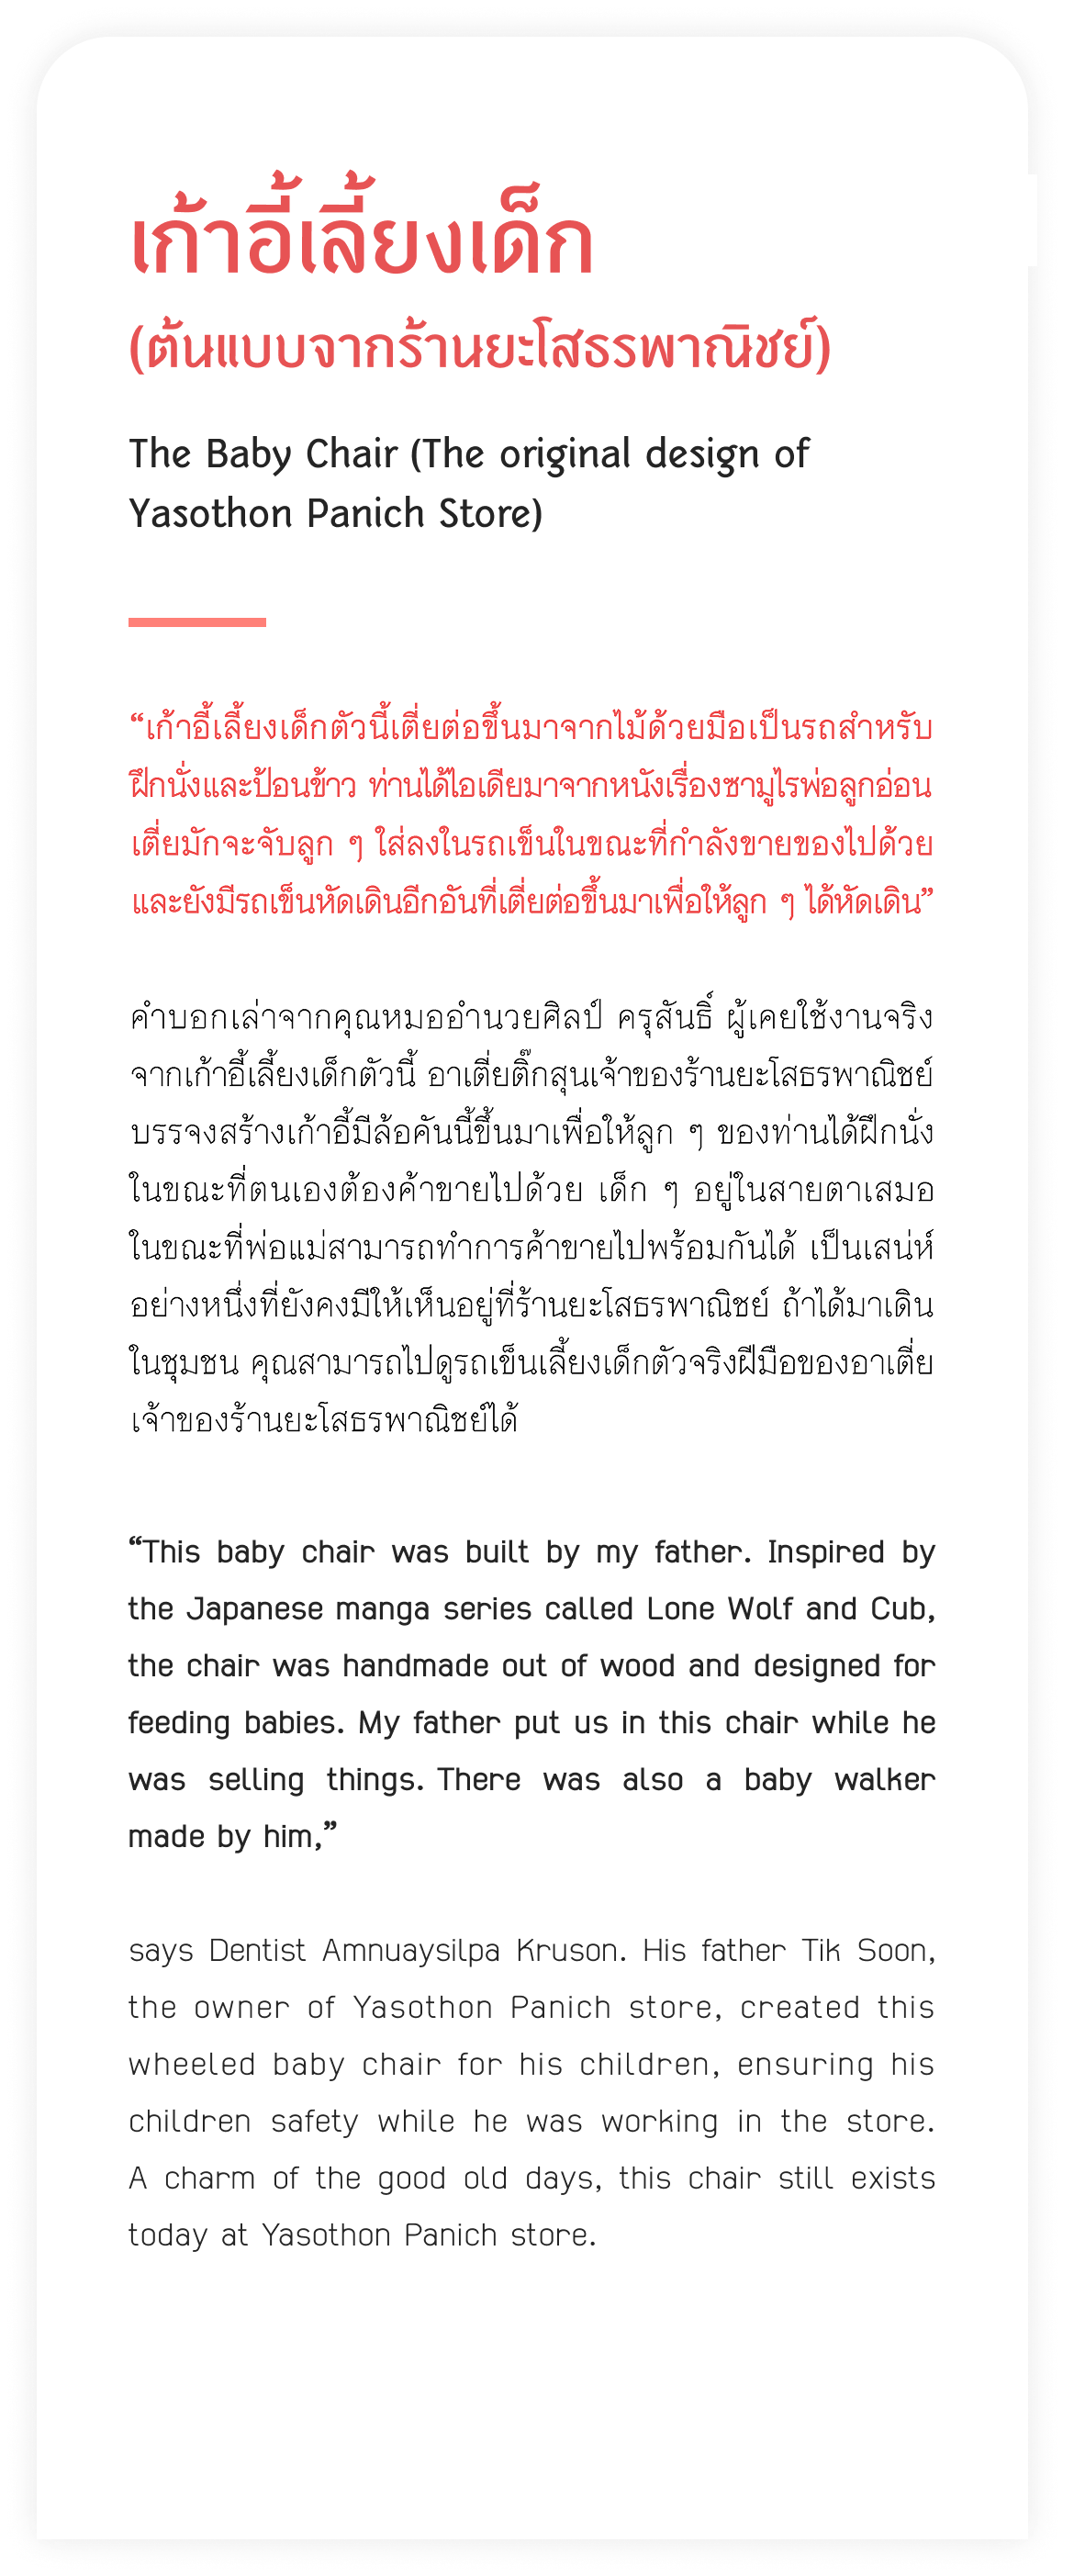 เก้าอี้เลี้ยงเด็ก
(ต้นแบบจากร้านยะโสธรพาณิชย์)
The Baby Chair (The original design of
Yasothon Panich Store)
“เก้าอี้เลี้ยงเด็กตัวนี้เตี่ยต่อขึ้นมาจากไม้ด้วยมือเป็นรถสำหรับ
ฝึกนั่งและป้อนข้าว ท่านได้ไอเดียมาจากหนังเรื่องซามูไรพ่อลูกอ่อน
เตี่ยมักจะจับลูก ๆ ใส่ลงในรถเข็นในขณะที่กำลังขายของไปด้วย
และยังมีรถเข็นหัดเดินอีกอันที่เตี่ยต่อขึ้นมาเพื่อให้ลูก ๆ ได้หัดเดิน”
คำบอกเล่าจากคุณหมออำนวยศิลป์ ครุสันธิ์ ผู้เคยใช้งานจริง
จากเก้าอี้เลี้ยงเด็กตัวนี้ อาเตี่ยติ๊กสุนเจ้าของร้านยะโสธรพาณิชย์
บรรจงสร้างเก้าอี้มีล้อคันนี้ขึ้นมาเพื่อให้ลูก ๆ ของท่านได้ฝึกนั่ง
ในขณะที่ตนเองต้องค้าขายไปด้วย เด็ก ๆ อยู่ในสายตาเสมอ
ในขณะที่พ่อแม่สามารถทำการค้าขายไปพร้อมกันได้ เป็นเสน่ห์
อย่างหนึ่งที่ยังคงมีให้เห็นอยู่ที่ร้านยะโสธรพาณิชย์ ถ้าได้มาเดิน
ในชุมชน คุณสามารถไปดูรถเข็นเลี้ยงเด็กตัวจริงฝีมือของอาเตี่ย
เจ้าของร้านยะโสธรพาณิชย์ได้
“This baby chair was built by my father. Inspired by
the Japanese manga series called Lone Wolf and Cub,
the chair was handmade out of wood and designed for
feeding babies. My father put us in this chair while he
was selling things. There was also a baby walker
made by him,”
says Dentist Amnuaysilpa Kruson. His father Tik Soon,
the owner of Yasothon Panich store, created this
wheeled baby chair for his children, ensuring his
children safety while he was working in the store.
A charm of the good old days, this chair still exists
today at Yasothon Panich store.